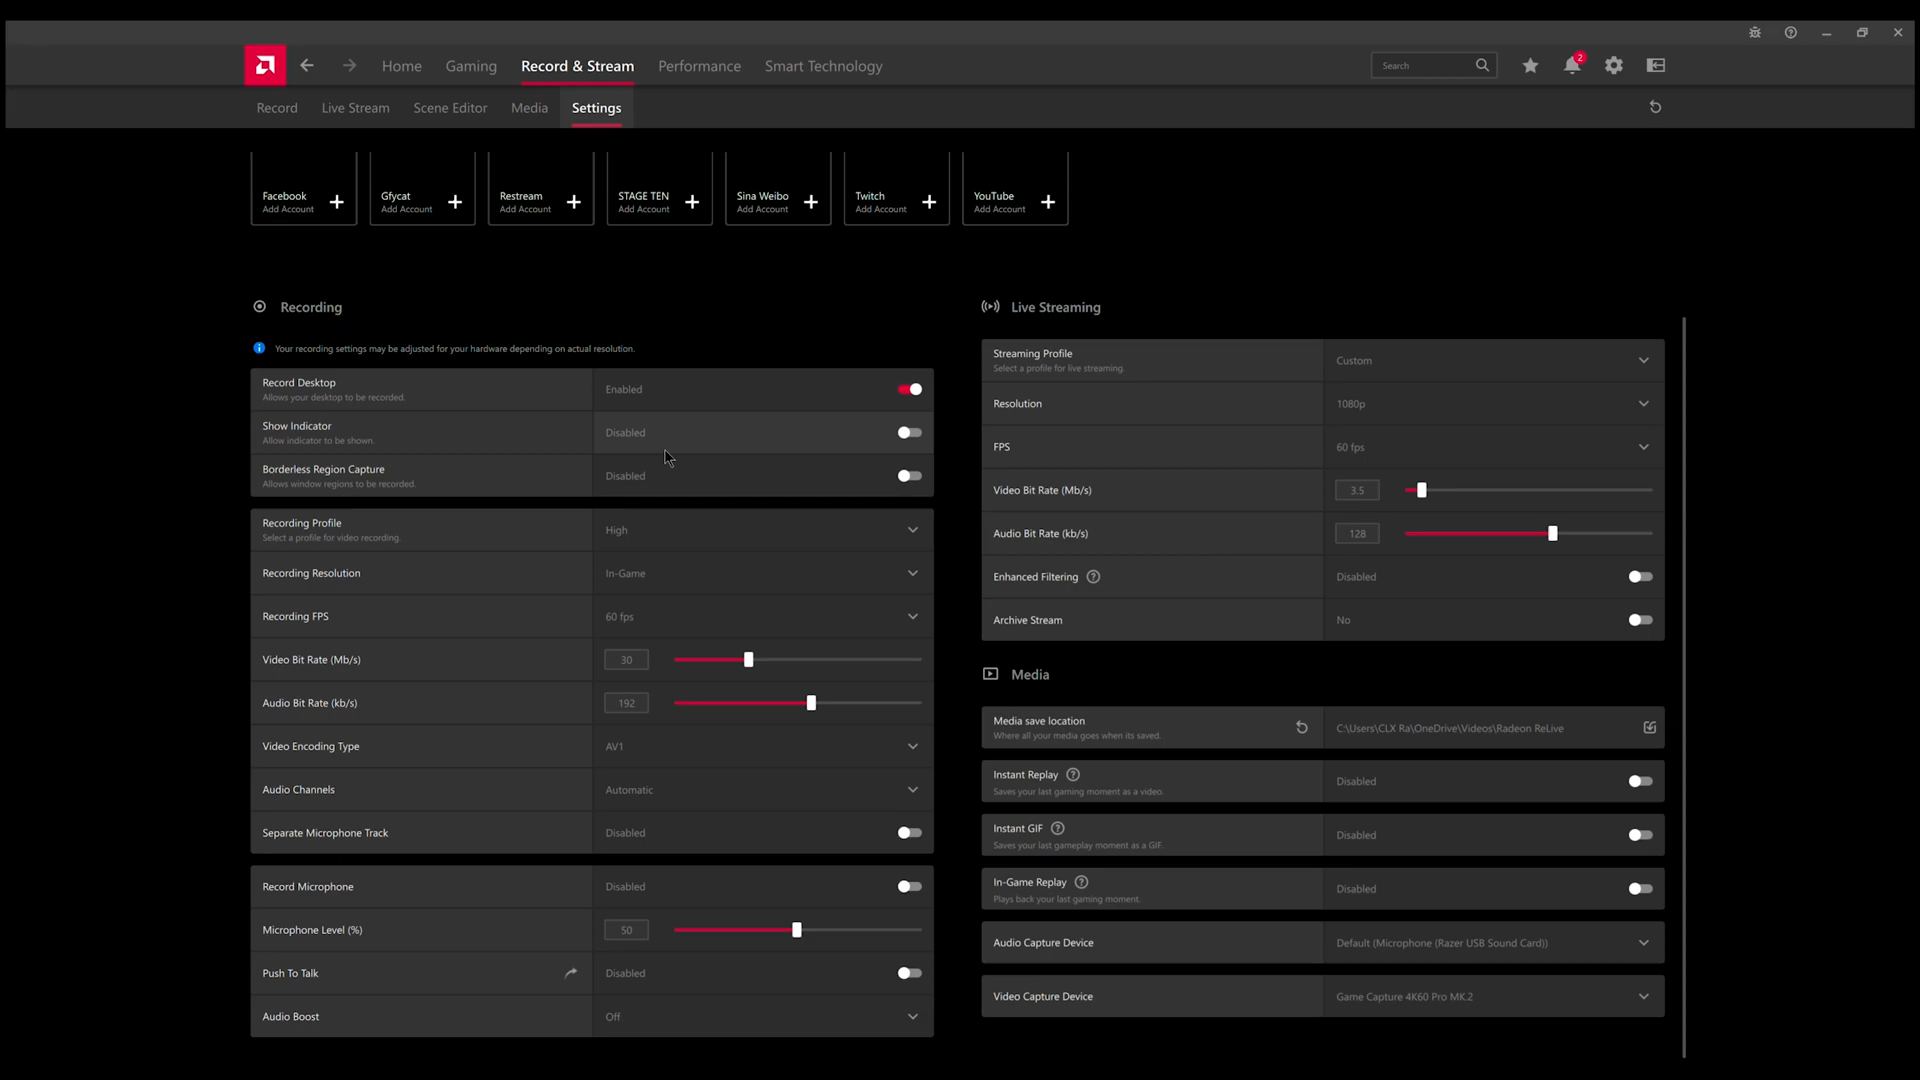 Home Gaming Record & Stream Performance Smart Technology
Search
2
Record Live Stream Scene Editor Media Settings
Facebook
Add Account
Gfycat
Add Account
Restream
Add Account
STAGE TEN
Add Account
Sina Weibo
Add Account
Twitch
Add Account
YouTube
Add Account
Recording
Your recording settings may be adjusted for your hardware depending on actual resolution.
Record Desktop
Allows your desktop to be recorded.
Enabled
Show Indicator
Allow indicator to be shown.
Disabled
Borderless Region Capture
Allows window regions to be recorded.
Disabled
Recording Profile
Select a profile for video recording.
High
Recording Resolution
In-Game
Recording FPS
60 fps
Video Bit Rate (Mb/s)
30
Audio Bit Rate (kb/s)
192
Video Encoding Type
AV1
Audio Channels
Automatic
Separate Microphone Track
Disabled
Record Microphone
Disabled
Microphone Level (%)
50
Push To Talk
Disabled
Audio Boost
Off
Live Streaming
Streaming Profile
Select a profile for live streaming.
Custom
Resolution
1080p
FPS
60 fps
Video Bit Rate (Mb/s)
3.5
Audio Bit Rate (kb/s)
128
Enhanced Filtering
Disabled
Archive Stream
No
Media
Media save location
Where all your media goes when its saved.
C:\Users\CLX Ra\OneDrive\Videos\Radeon ReLive
Instant Replay
Saves your last gaming moment as a video.
Disabled
Instant GIF
Saves your last gameplay moment as a GIF.
Disabled
In-Game Replay
Plays back your last gaming moment.
Disabled
Audio Capture Device
Default (Microphone (Razer USB Sound Card))
Video Capture Device
Game Capture 4K60 Pro MK.2